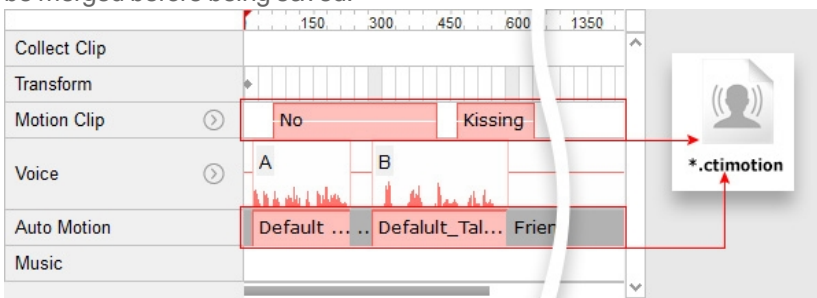 be merged before being saved.
150 300 450 600 1350
Collect Clip
Transform
Motion Clip No Kissing
*.ctimotion
Voice A B
Auto Motion Default ... .. Defalult_Tal... Frien
Music